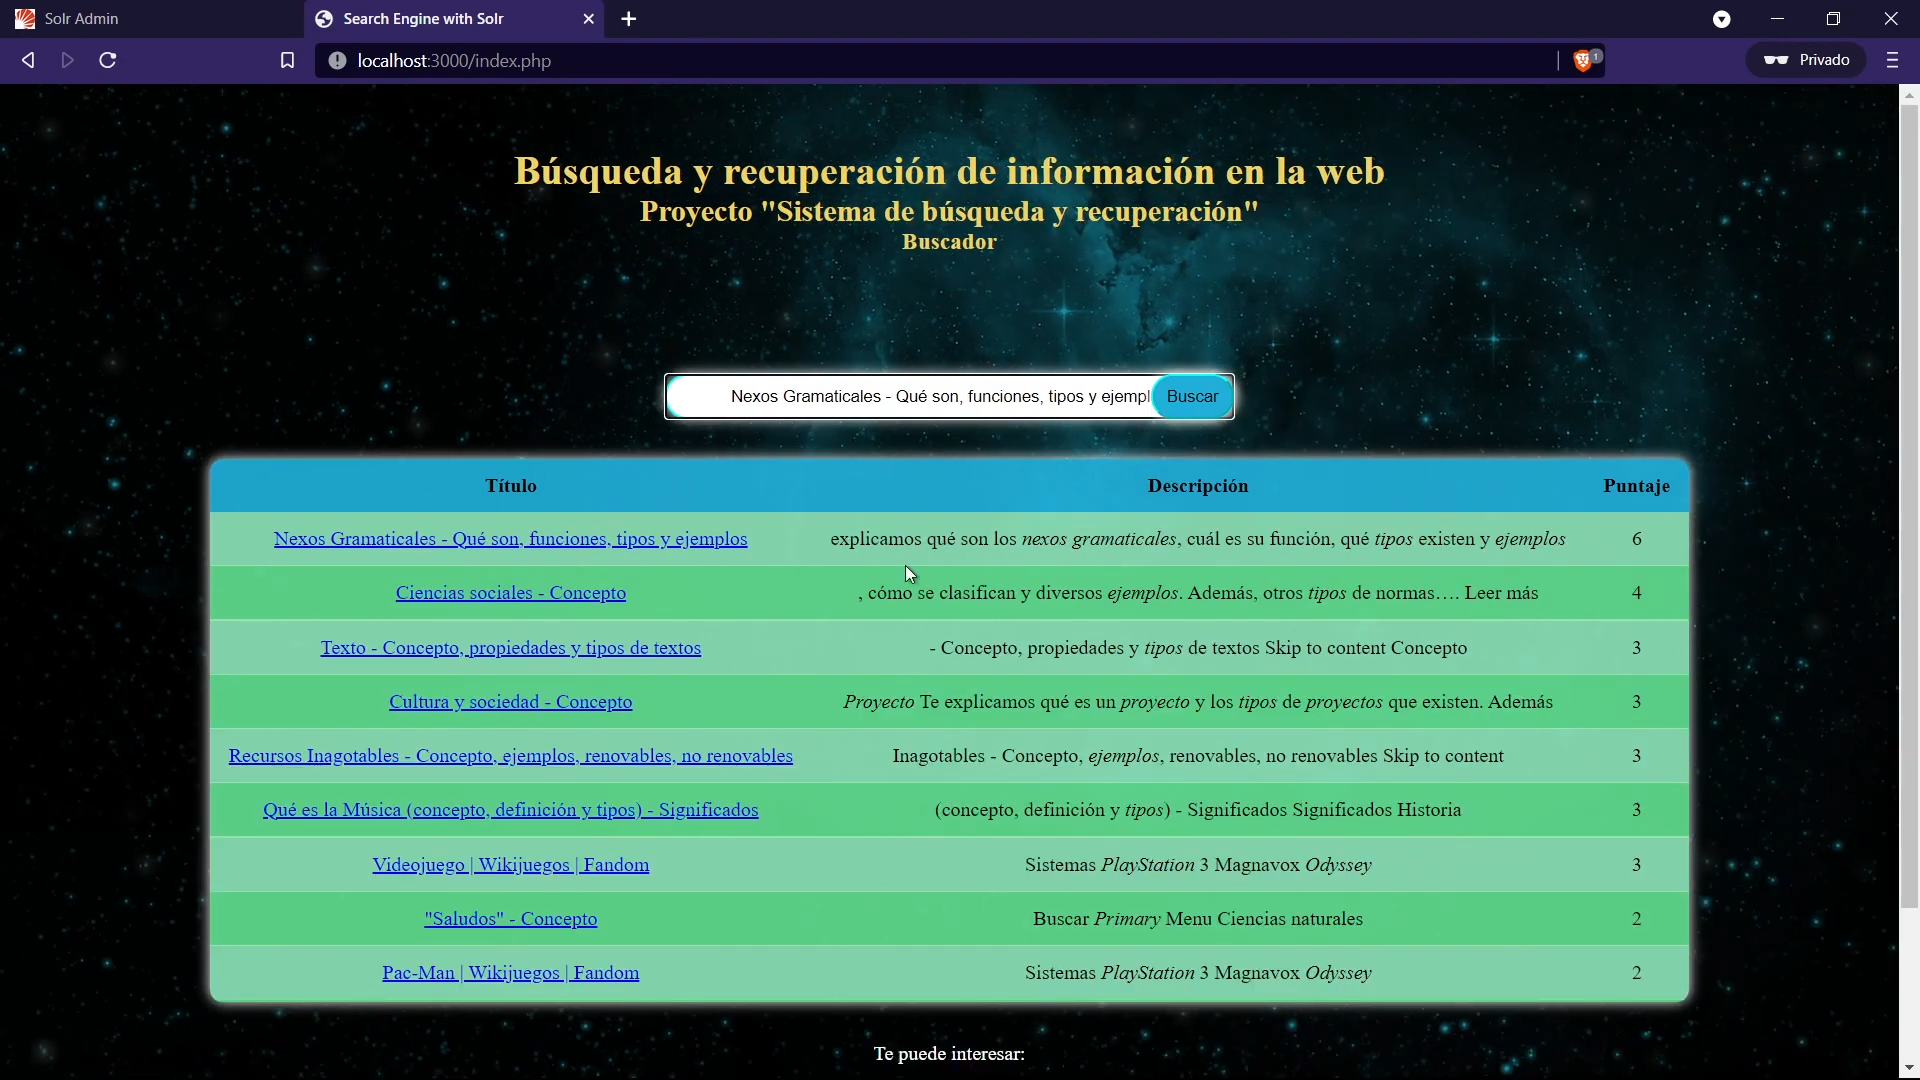 Solr Admin
Search Engine with Solr
localhost:3000/index.php
1
Privado
Búsqueda y recuperación de información en la web
Proyecto "Sistema de búsqueda y recuperación"
Buscador
Nexos Gramaticales - Qué son, funciones, tipos y ejempl
Buscar
Título Descripción Puntaje
Nexos Gramaticales - Qué son, funciones, tipos y ejemplos explicamos qué son los nexos gramaticales, cuál es su función, qué tipos existen y ejemplos 6
Ciencias sociales - Concepto , cómo se clasifican y diversos ejemplos. Además, otros tipos de normas…. Leer más 4
Texto - Concepto, propiedades y tipos de textos - Concepto, propiedades y tipos de textos Skip to content Concepto 3
Cultura y sociedad - Concepto Proyecto Te explicamos qué es un proyecto y los tipos de proyectos que existen. Además 3
Recursos Inagotables - Concepto, ejemplos, renovables, no renovables Inagotables - Concepto, ejemplos, renovables, no renovables Skip to content 3
Qué es la Música (concepto, definición y tipos) - Significados (concepto, definición y tipos) - Significados Significados Historia 3
Videojuego | Wikijuegos | Fandom Sistemas PlayStation 3 Magnavox Odyssey 3
"Saludos" - Concepto Buscar Primary Menu Ciencias naturales 2
Pac-Man | Wikijuegos | Fandom Sistemas PlayStation 3 Magnavox Odyssey 2
Te puede interesar: